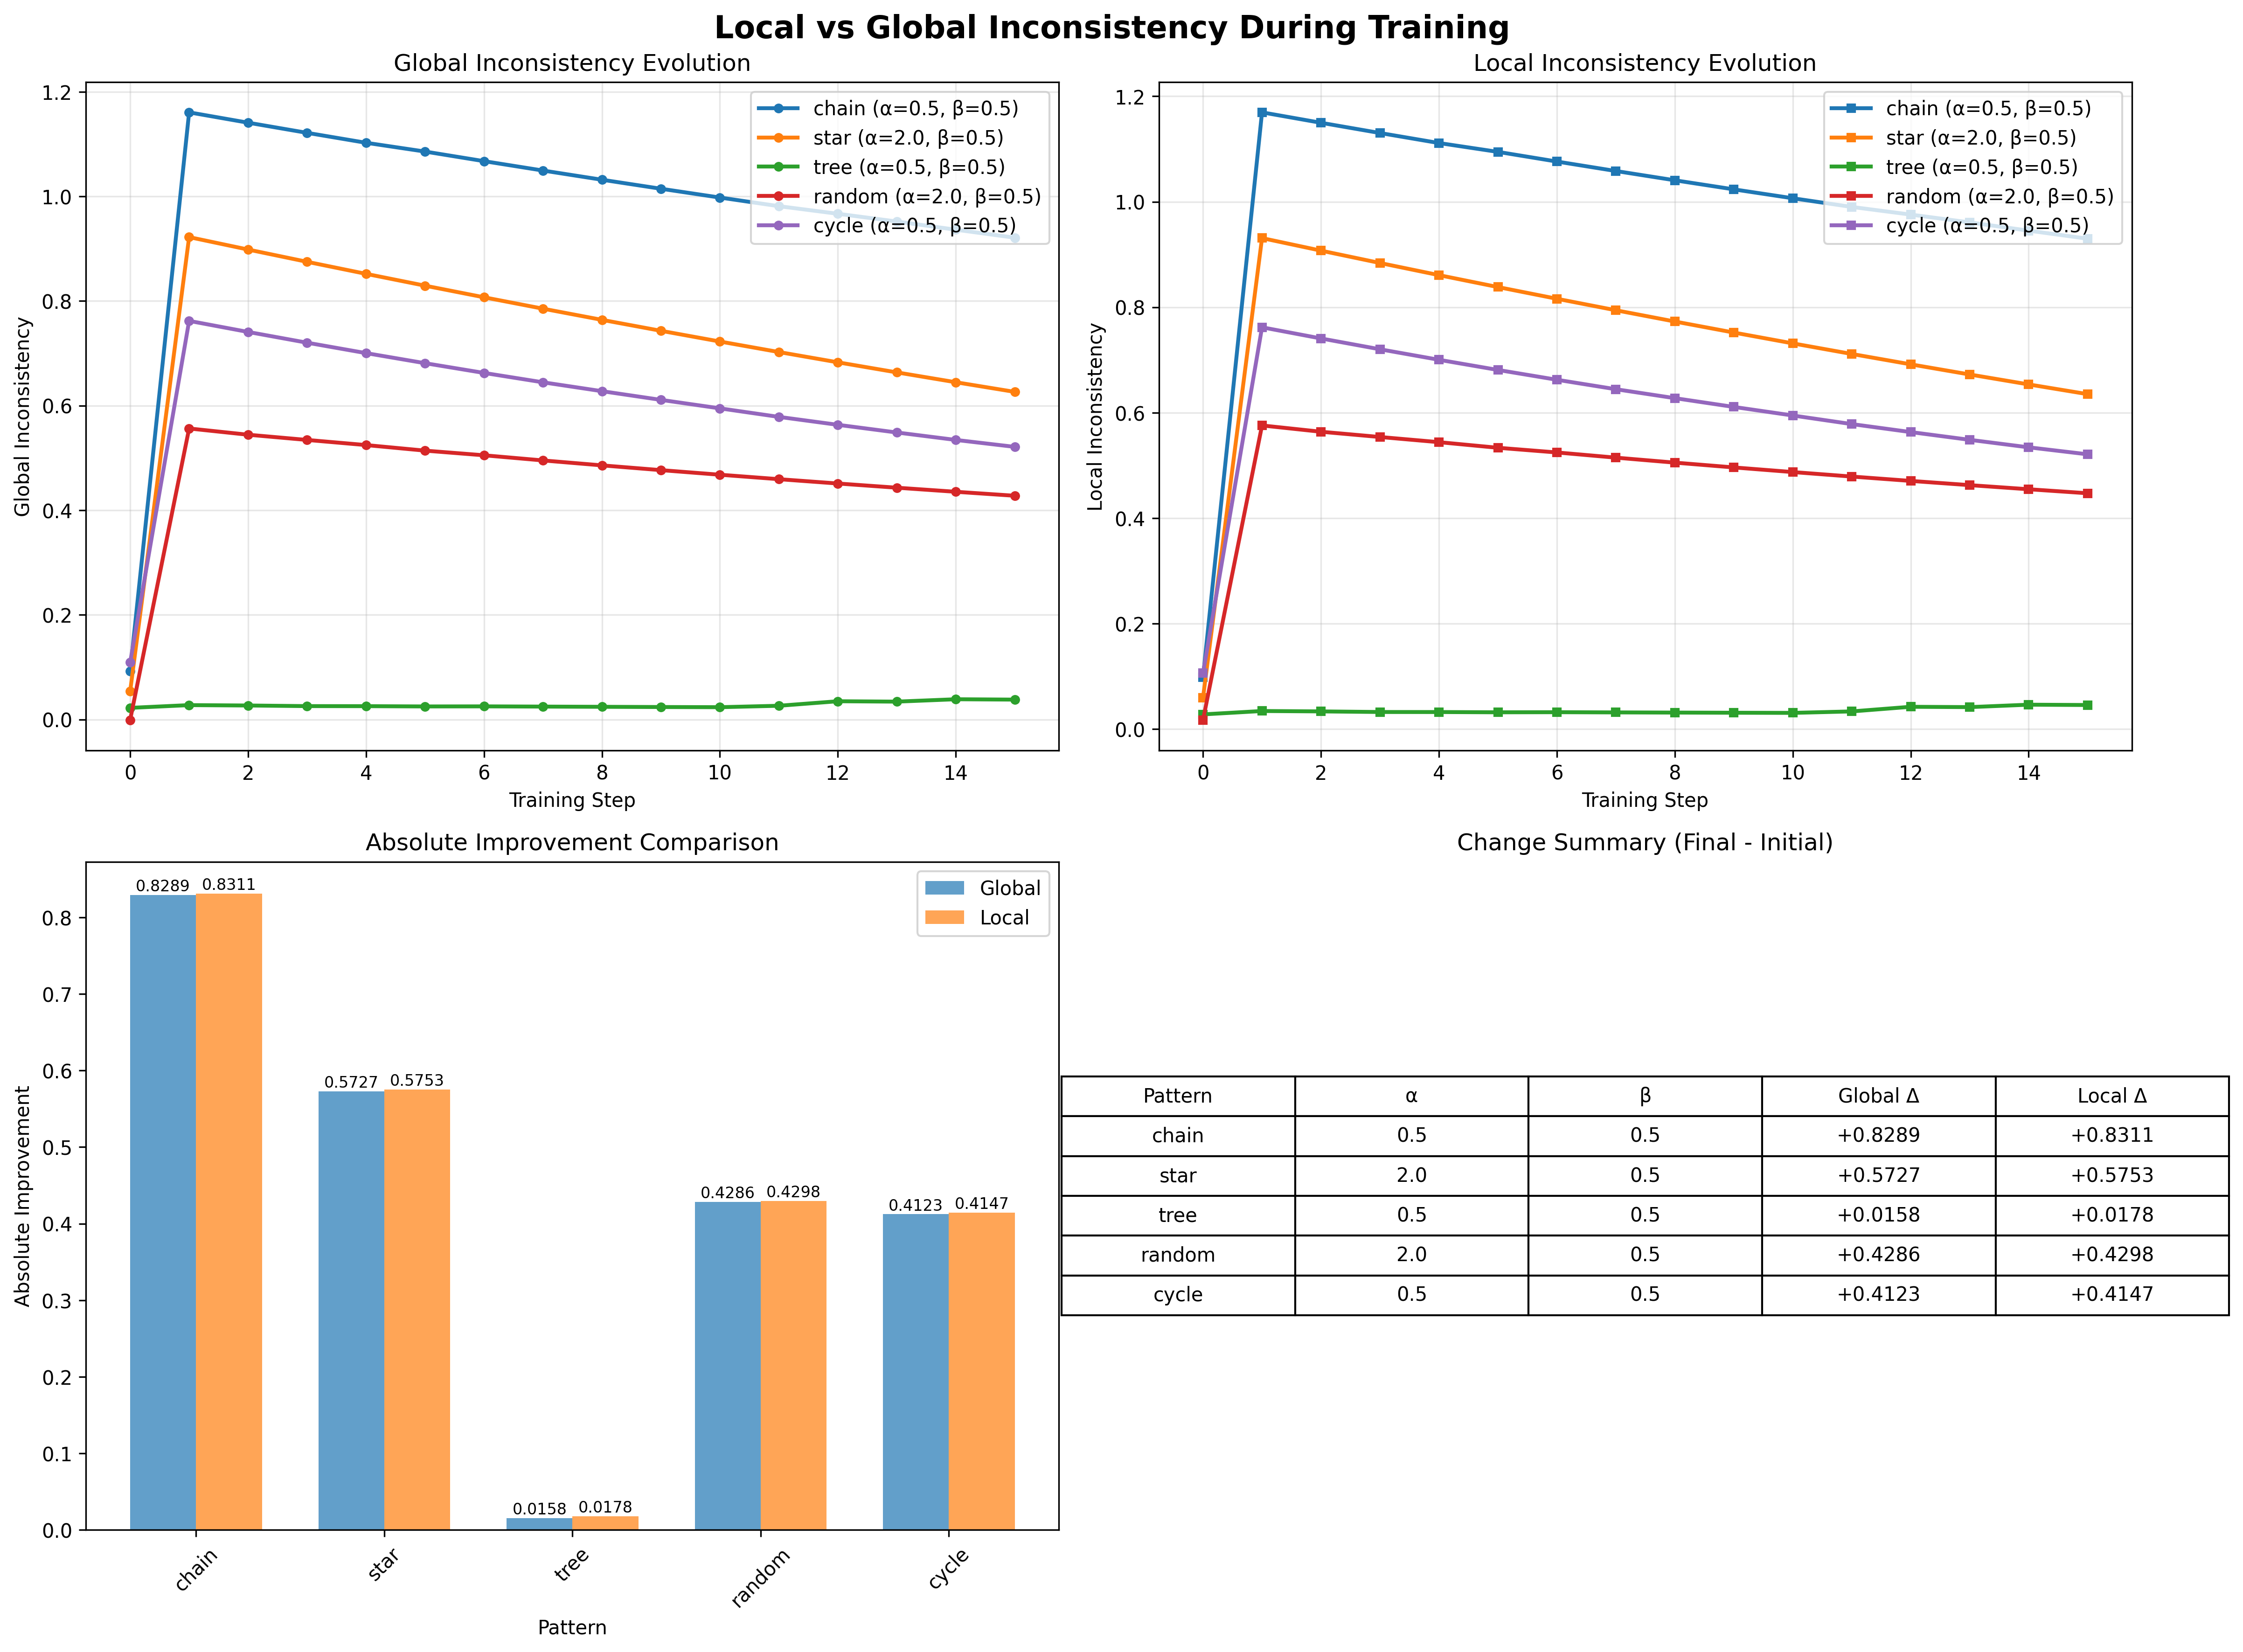 Local vs Global Inconsistency During Training
Global Inconsistency Evolution
Global Inconsistency
1.2
1.0
0.8
0.6
0.4
0.2
0.0
chain (α=0.5, β=0.5)
star (α=2.0, β=0.5)
tree (α=0.5, β=0.5)
random (α=2.0, β=0.5)
cycle (α=0.5, β=0.5)
0 2 4 6 8 10 12 14
Training Step
Local Inconsistency Evolution
Local Inconsistency
1.2
1.0
0.8
0.6
0.4
0.2
0.0
chain (α=0.5, β=0.5)
star (α=2.0, β=0.5)
tree (α=0.5, β=0.5)
random (α=2.0, β=0.5)
cycle (α=0.5, β=0.5)
0 2 4 6 8 10 12 14
Training Step
Absolute Improvement Comparison
Absolute Improvement
0.8
0.7
0.6
0.5
0.4
0.3
0.2
0.1
0.0
Global
Local
0.8289 0.8311
0.5727 0.5753
0.0158 0.0178
0.4286 0.4298
0.4123 0.4147
chain star tree random cycle
Pattern
Change Summary (Final - Initial)
Pattern α β Global Δ Local Δ
chain 0.5 0.5 +0.8289 +0.8311
star 2.0 0.5 +0.5727 +0.5753
tree 0.5 0.5 +0.0158 +0.0178
random 2.0 0.5 +0.4286 +0.4298
cycle 0.5 0.5 +0.4123 +0.4147